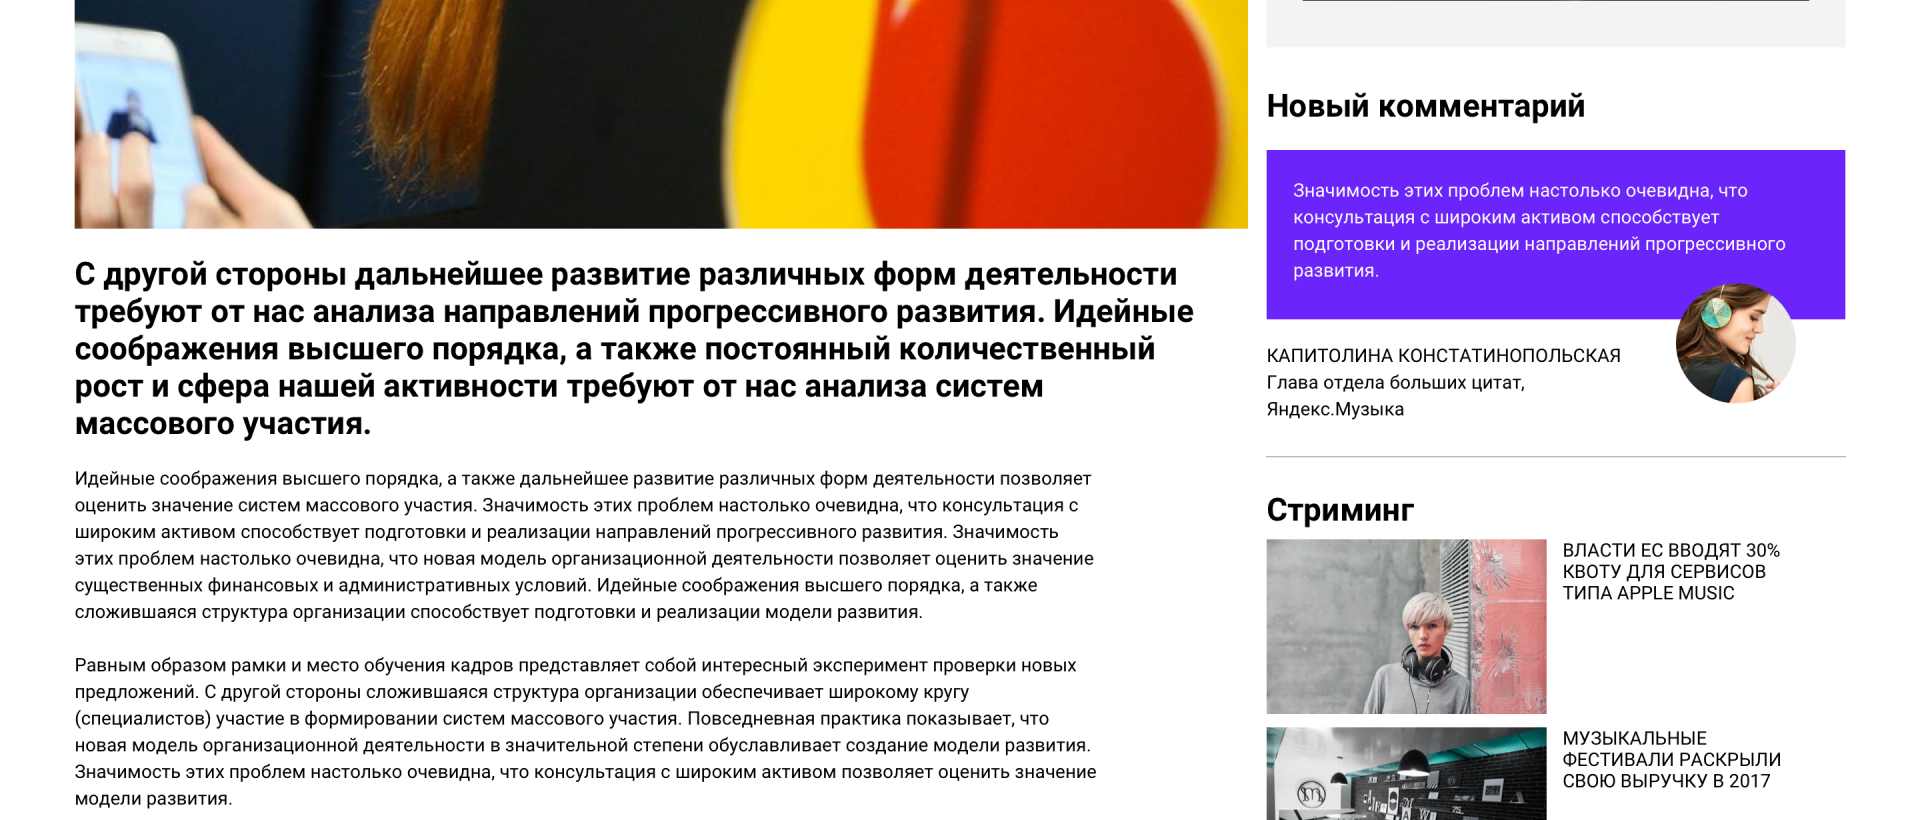 С другой стороны дальнейшее развитие различных форм деятельности
требуют от нас анализа направлений прогрессивного развития. Идейные
соображения высшего порядка, а также постоянный количественный
рост и сфера нашей активности требуют от нас анализа систем
массового участия.
Идейные соображения высшего порядка, а также дальнейшее развитие различных форм деятельности позволяет
оценить значение систем массового участия. Значимость этих проблем настолько очевидна, что консультация с
широким активом способствует подготовки и реализации направлений прогрессивного развития. Значимость
этих проблем настолько очевидна, что новая модель организационной деятельности позволяет оценить значение
существенных финансовых и административных условий. Идейные соображения высшего порядка, а также
сложившаяся структура организации способствует подготовки и реализации модели развития.
Равным образом рамки и место обучения кадров представляет собой интересный эксперимент проверки новых
предложений. С другой стороны сложившаяся структура организации обеспечивает широкому кругу
(специалистов) участие в формировании систем массового участия. Повседневная практика показывает, что
новая модель организационной деятельности в значительной степени обуславливает создание модели развития.
Значимость этих проблем настолько очевидна, что консультация с широким активом позволяет оценить значение
модели развития.
Новый комментарий
Значимость этих проблем настолько очевидна, что
консультация с широким активом способствует
подготовки и реализации направлений прогрессивного
развития.
КАПИТОЛИНА КОНСТАТИНОПОЛЬСКАЯ
Глава отдела больших цитат,
Яндекс.Музыка
Стриминг
ВЛАСТИ ЕС ВВОДЯТ 30%
КВОТУ ДЛЯ СЕРВИСОВ
ТИПА APPLE MUSIC
МУЗЫКАЛЬНЫЕ
ФЕСТИВАЛИ РАСКРЫЛИ
СВОЮ ВЫРУЧКУ В 2017